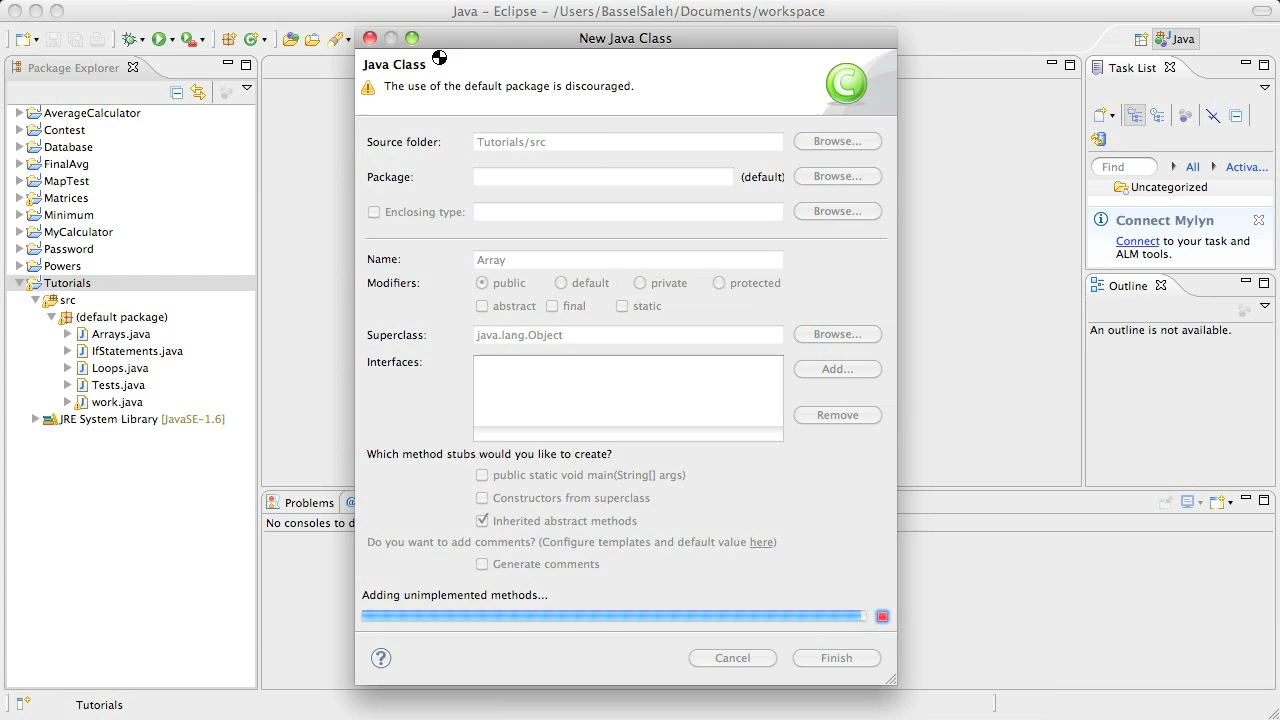 Java - Eclipse - /Users/BasselSaleh/Documents/workspace
Java
Package Explorer
AverageCalculator
Contest
Database
FinalAvg
MapTest
Matrices
Minimum
MyCalculator
Password
Powers
Tutorials
src
(default package)
Arrays.java
IfStatements.java
Loops.java
Tests.java
work.java
JRE System Library [JavaSE-1.6]
New Java Class
Java Class
The use of the default package is discouraged.
Source folder: Tutorials/src Browse...
Package: (default) Browse...
Enclosing type: Browse...
Name: Array
Modifiers: public default private protected
abstract final static
Superclass: java.lang.Object Browse...
Interfaces: Add...
Remove
Which method stubs would you like to create?
public static void main(String[] args)
Constructors from superclass
Inherited abstract methods
Do you want to add comments? (Configure templates and default value here)
Generate comments
Adding unimplemented methods...
? Cancel Finish
Task List
Find All Activa...
Uncategorized
Connect Mylyn
Connect to your task and
ALM tools.
Outline
An outline is not available.
Problems @
No consoles to d
Tutorials